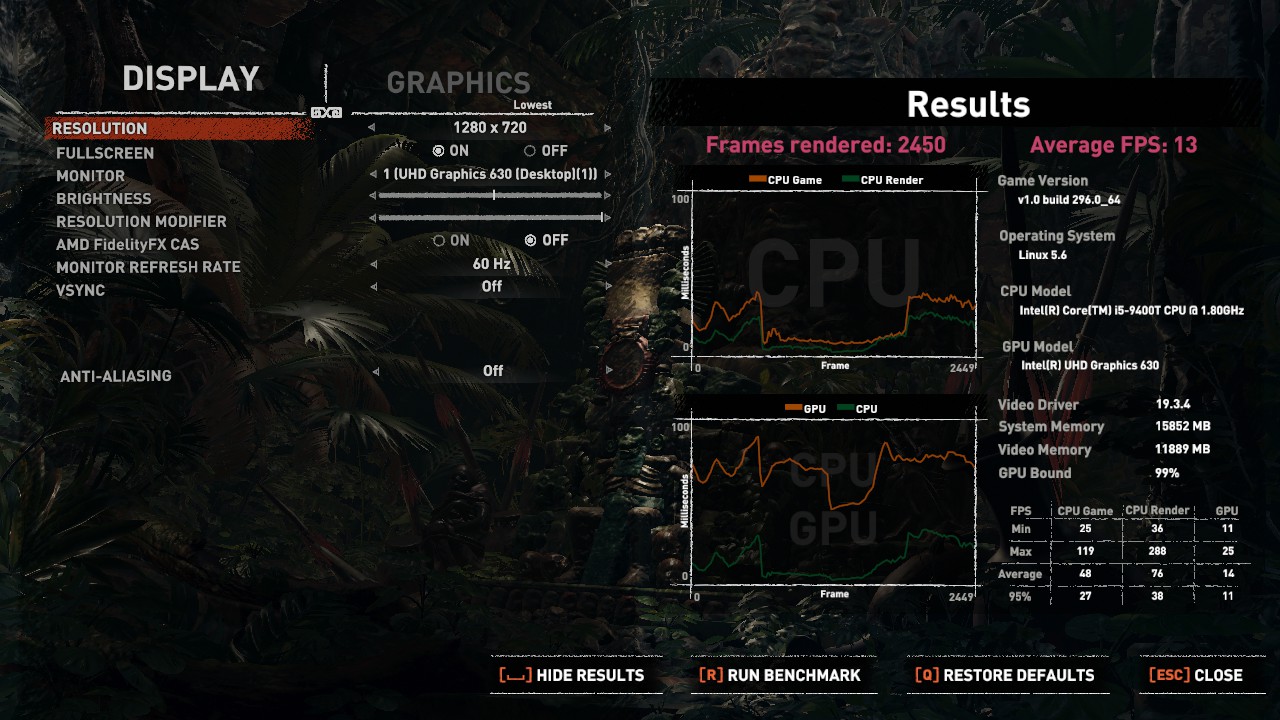 DISPLAY
GRAPHICS
Lowest
RESOLUTION 1280 x 720
FULLSCREEN ON OFF
MONITOR 1 (UHD Graphics 630 (Desktop)(1))
BRIGHTNESS
RESOLUTION MODIFIER
AMD FidelityFX CAS ON OFF
MONITOR REFRESH RATE 60 Hz
VSYNC Off
ANTI-ALIASING Off
Results
Frames rendered: 2450 Average FPS: 13
CPU Game CPU Render
100
CPU
Milliseconds
0
0 Frame 2449
GPU CPU
100
CPU
GPU
Milliseconds
0
0 Frame 2449
Game Version
v1.0 build 296.0_64
Operating System
Linux 5.6
CPU Model
Intel(R) Core(TM) i5-9400T CPU @ 1.80GHz
GPU Model
Intel(R) UHD Graphics 630
Video Driver 19.3.4
System Memory 15852 MB
Video Memory 11889 MB
GPU Bound 99%
FPS CPU Game CPU Render GPU
Min 25 36 11
Max 119 288 25
Average 48 76 14
95% 27 38 11
[⎵] HIDE RESULTS [R] RUN BENCHMARK [Q] RESTORE DEFAULTS [ESC] CLOSE